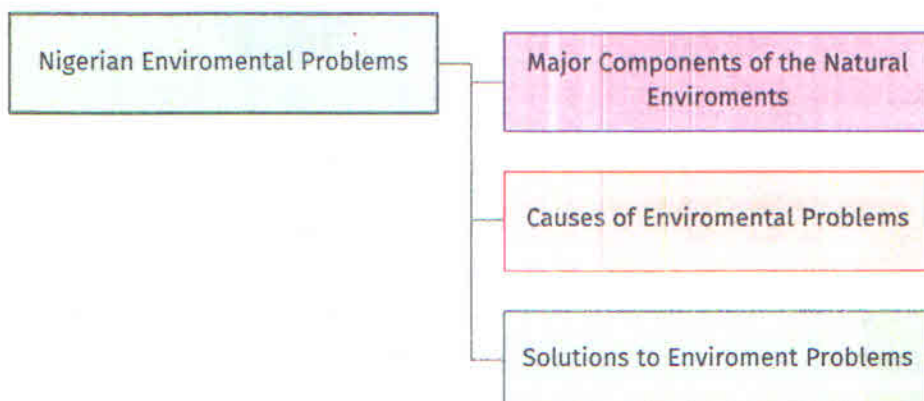 Nigerian Enviromental Problems
Major Components of the Natural
Enviroments
Causes of Enviromental Problems
Solutions to Enviroment Problems